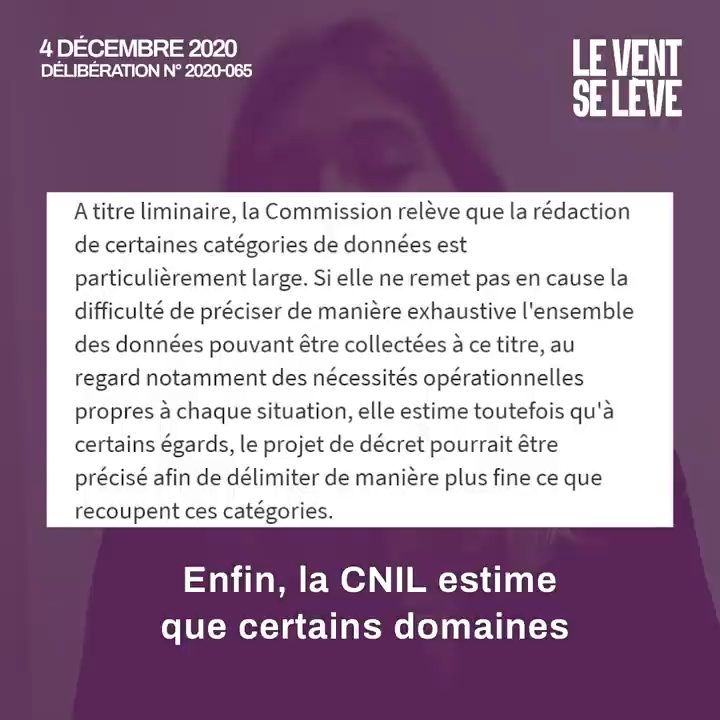 4 DÉCEMBRE 2020
DÉLIBÉRATION N° 2020-065
LE VENT
SE LÈVE
A titre liminaire, la Commission relève que la rédaction
de certaines catégories de données est
particulièrement large. Si elle ne remet pas en cause la
difficulté de préciser de manière exhaustive l'ensemble
des données pouvant être collectées à ce titre, au
regard notamment des nécessités opérationnelles
propres à chaque situation, elle estime toutefois qu'à
certains égards, le projet de décret pourrait être
précisé afin de délimiter de manière plus fine ce que
recoupent ces catégories.
Enfin, la CNIL estime
que certains domaines